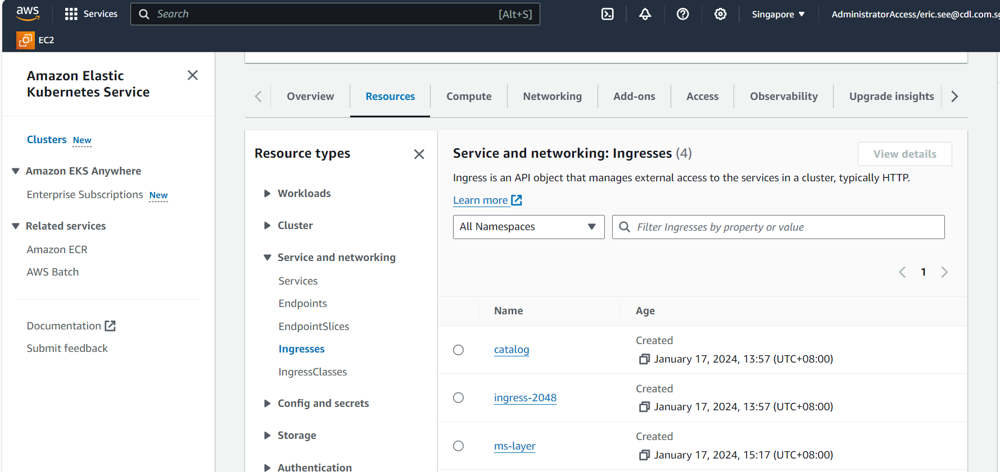 aws
Services
Search
[Alt+S]
Singapore
AdministratorAccess/eric.see@cdl.com.sg
EC2
Amazon Elastic
Kubernetes Service
Clusters New
Amazon EKS Anywhere
Enterprise Subscriptions New
Related services
Amazon ECR
AWS Batch
Documentation
Submit feedback
Overview
Resources
Compute
Networking
Add-ons
Access
Observability
Upgrade insights
Resource types
Workloads
Cluster
Service and networking
Services
Endpoints
EndpointSlices
Ingresses
IngressClasses
Config and secrets
Storage
Authentication
Service and networking: Ingresses (4)
View details
Ingress is an API object that manages external access to the services in a cluster, typically HTTP.
Learn more
All Namespaces
Filter Ingresses by property or value
1
Name
Age
catalog
Created
January 17, 2024, 13:57 (UTC+08:00)
ingress-2048
Created
January 17, 2024, 13:57 (UTC+08:00)
ms-layer
Created
January 17, 2024, 15:17 (UTC+08:00)